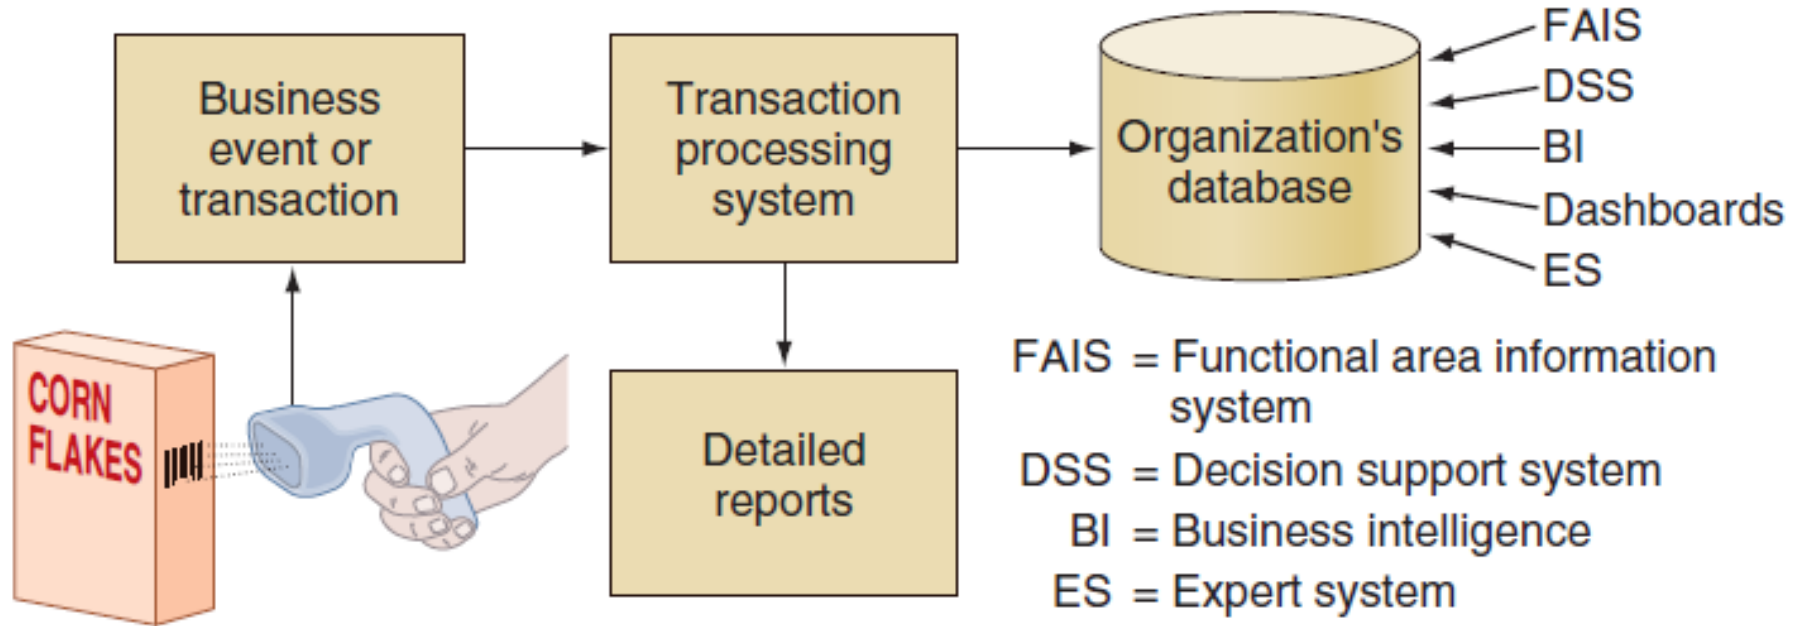 Business
event or
transaction
Transaction
processing
system
Organization's
database
FAIS
DSS
BI
Dashboards
ES
CORN
FLAKES
Detailed
reports
FAIS = Functional area information
system
DSS = Decision support system
BI = Business intelligence
ES = Expert system